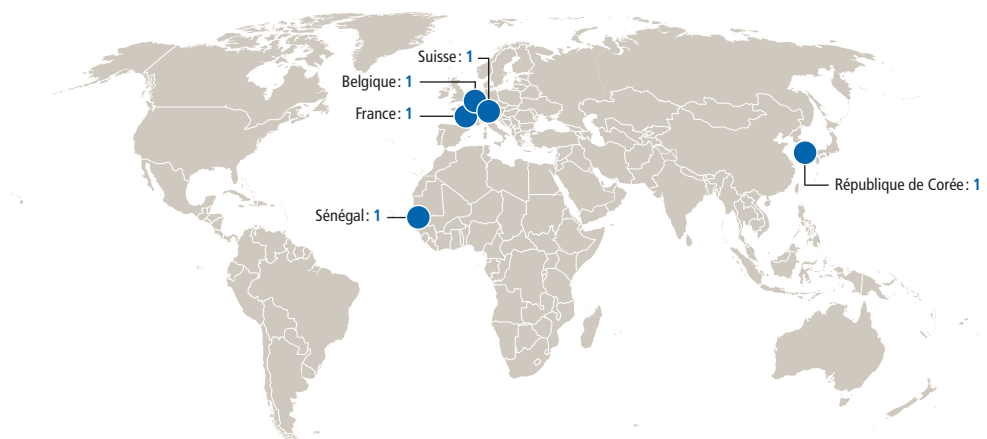 Suisse: 1
Belgique: 1
France: 1
République de Corée: 1
Sénégal: 1